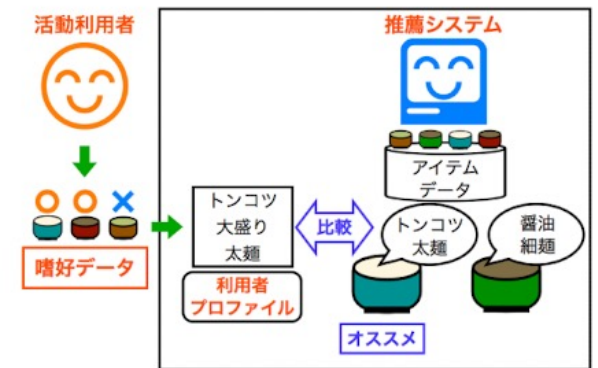 活動利用者
推薦システム
アイテム
データ
嗜好データ
トンコツ
大盛り
太麺
利用者
プロファイル
比較
トンコツ
太麺
醤油
細麺
オススメ